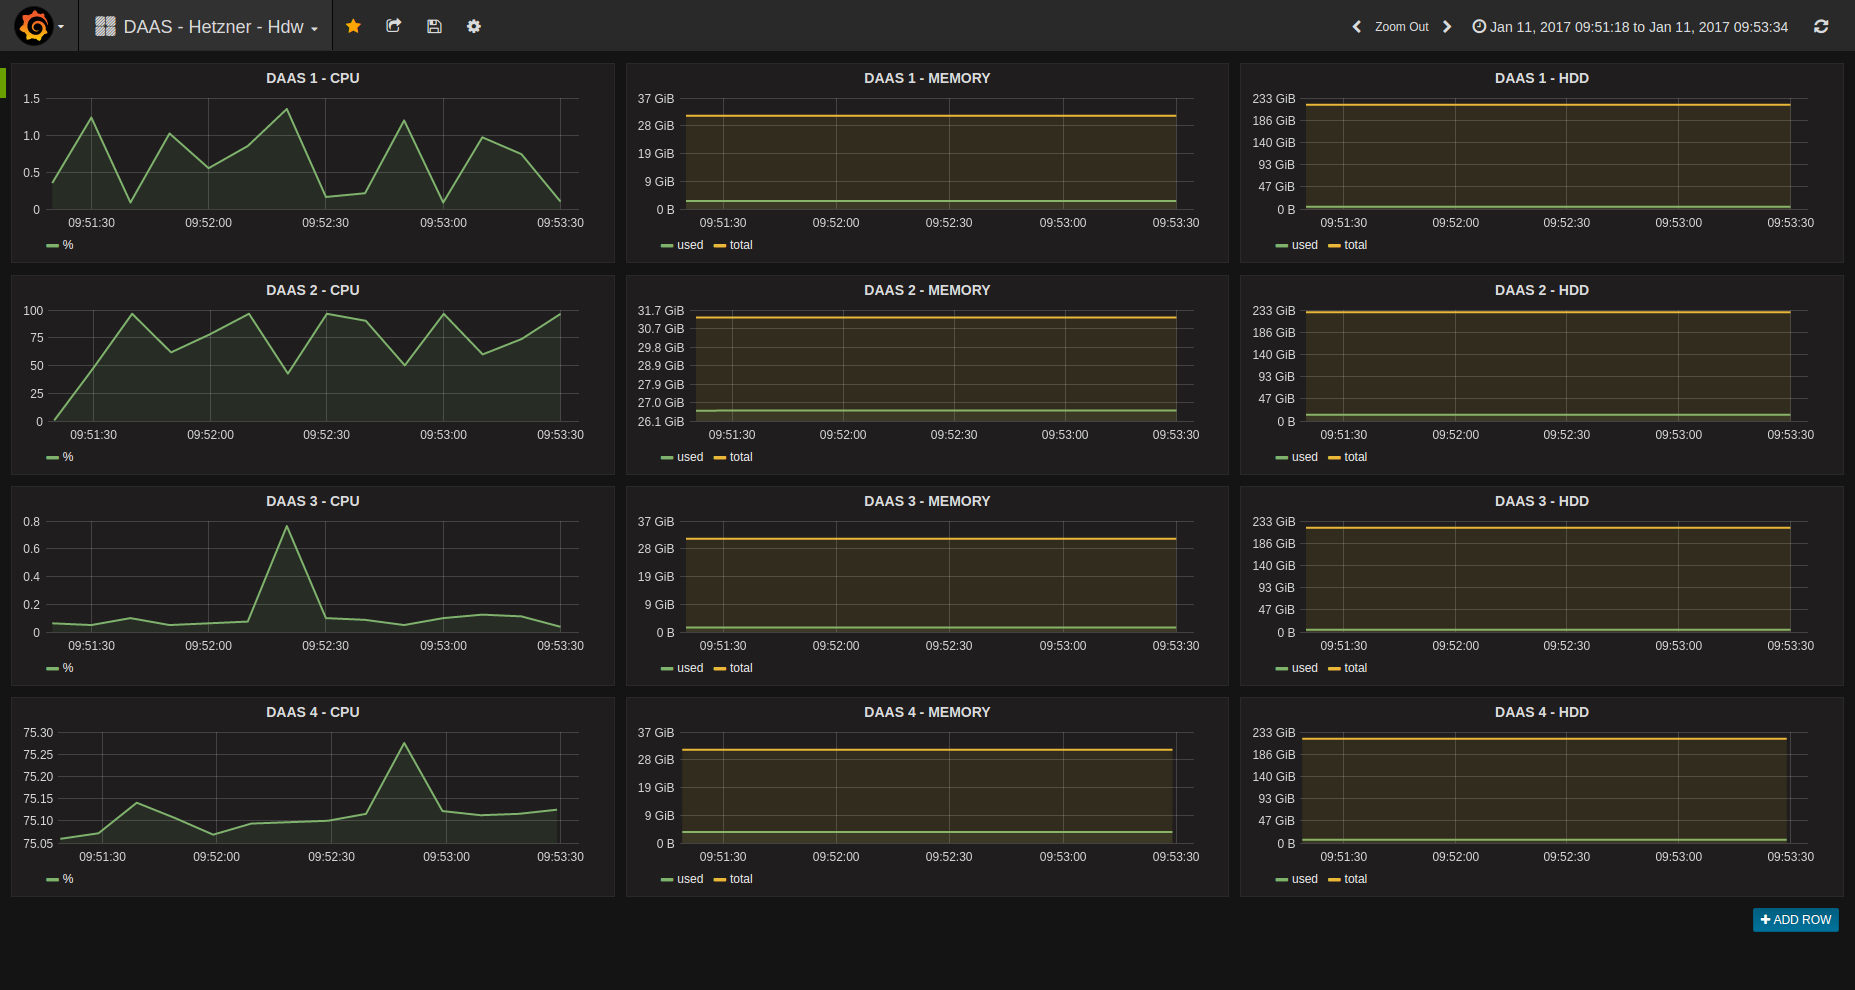 DAAS - Hetzner - Hdw
Zoom Out
Jan 11, 2017 09:51:18 to Jan 11, 2017 09:53:34
DAAS 1 - CPU
1.5
1.0
0.5
0
09:51:30 09:52:00 09:52:30 09:53:00 09:53:30
%
DAAS 1 - MEMORY
37 GiB
28 GiB
19 GiB
9 GiB
0 B
09:51:30 09:52:00 09:52:30 09:53:00 09:53:30
used total
DAAS 1 - HDD
233 GiB
186 GiB
140 GiB
93 GiB
47 GiB
0 B
09:51:30 09:52:00 09:52:30 09:53:00 09:53:30
used total
DAAS 2 - CPU
100
75
50
25
0
09:51:30 09:52:00 09:52:30 09:53:00 09:53:30
%
DAAS 2 - MEMORY
31.7 GiB
30.7 GiB
29.8 GiB
28.9 GiB
27.9 GiB
27.0 GiB
26.1 GiB
09:51:30 09:52:00 09:52:30 09:53:00 09:53:30
used total
DAAS 2 - HDD
233 GiB
186 GiB
140 GiB
93 GiB
47 GiB
0 B
09:51:30 09:52:00 09:52:30 09:53:00 09:53:30
used total
DAAS 3 - CPU
0.8
0.6
0.4
0.2
0
09:51:30 09:52:00 09:52:30 09:53:00 09:53:30
%
DAAS 3 - MEMORY
37 GiB
28 GiB
19 GiB
9 GiB
0 B
09:51:30 09:52:00 09:52:30 09:53:00 09:53:30
used total
DAAS 3 - HDD
233 GiB
186 GiB
140 GiB
93 GiB
47 GiB
0 B
09:51:30 09:52:00 09:52:30 09:53:00 09:53:30
used total
DAAS 4 - CPU
75.30
75.25
75.20
75.15
75.10
75.05
09:51:30 09:52:00 09:52:30 09:53:00 09:53:30
%
DAAS 4 - MEMORY
37 GiB
28 GiB
19 GiB
9 GiB
0 B
09:51:30 09:52:00 09:52:30 09:53:00 09:53:30
used total
DAAS 4 - HDD
233 GiB
186 GiB
140 GiB
93 GiB
47 GiB
0 B
09:51:30 09:52:00 09:52:30 09:53:00 09:53:30
used total
ADD ROW